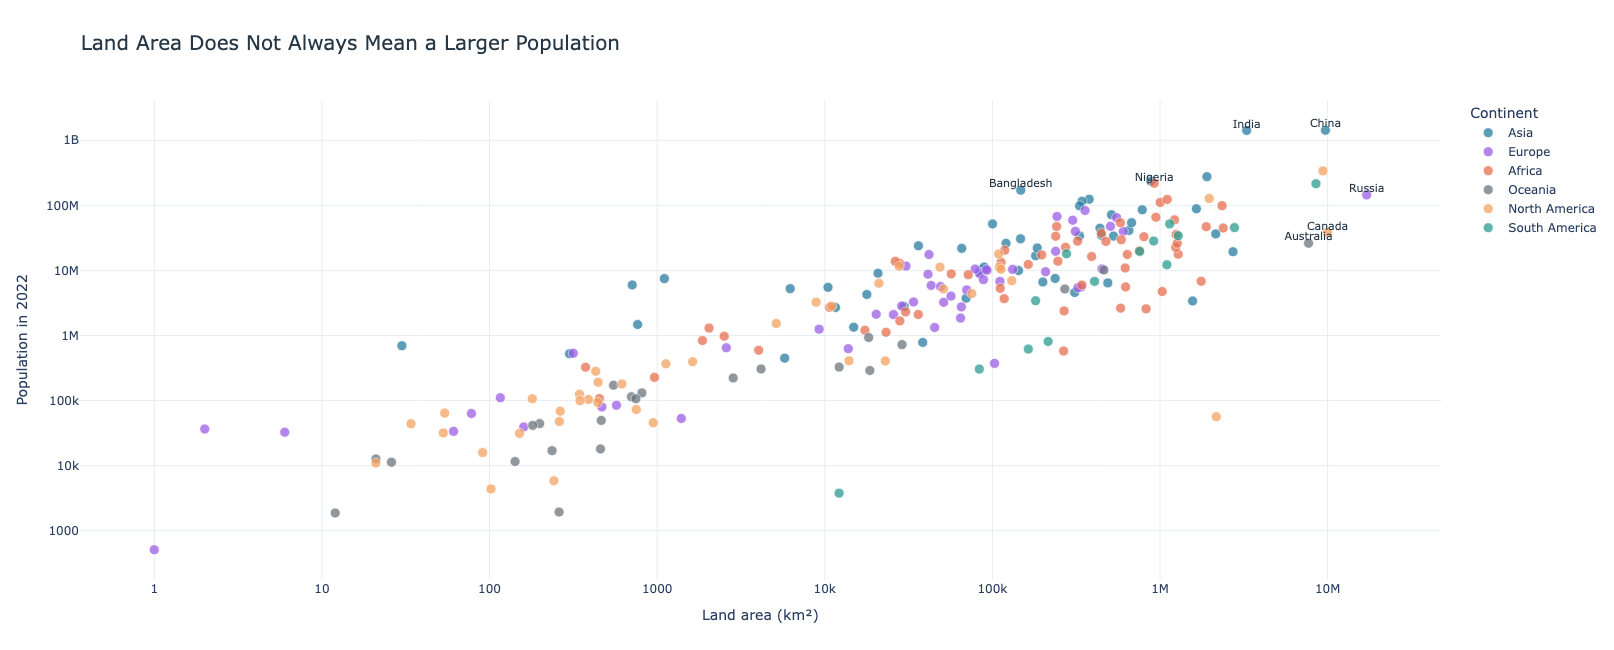 Land Area Does Not Always Mean a Larger Population
Continent
Asia
Europe
Africa
Oceania
North America
South America
Population in 2022
1B
100M
10M
1M
100k
10k
1000
India
China
Bangladesh
Nigeria
Russia
Canada
Australia
1
10
100
1000
10k
100k
1M
10M
Land area (km²)